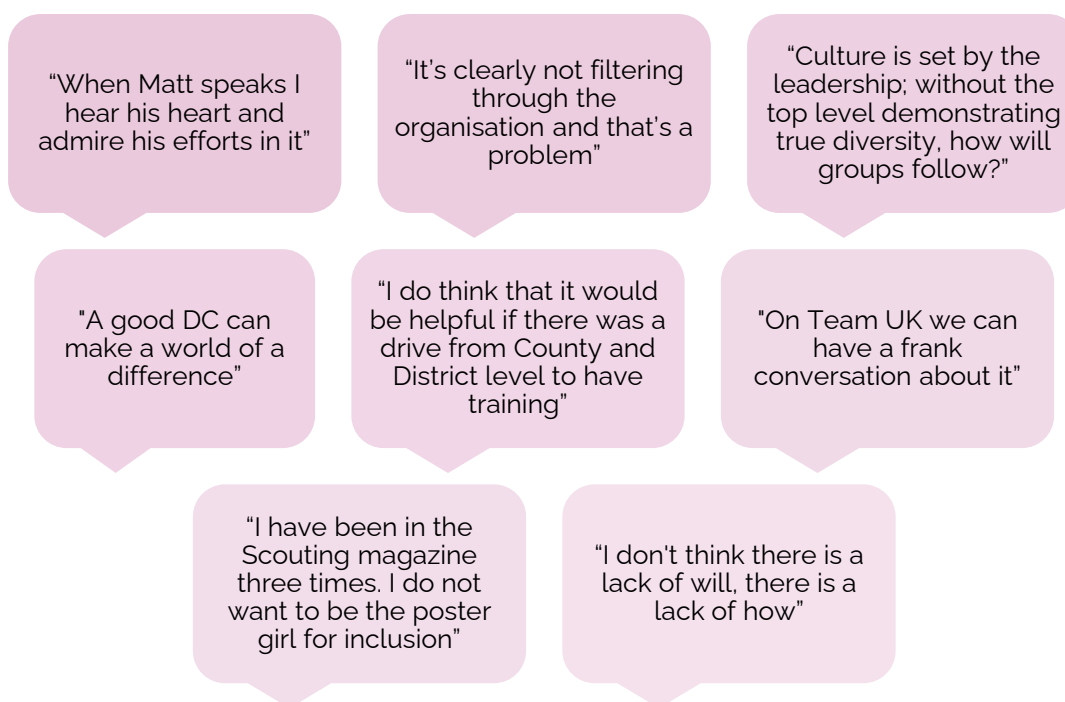 “When Matt speaks I
hear his heart and
admire his efforts in it”
“It’s clearly not filtering
through the
organisation and that’s a
problem”
“Culture is set by the
leadership; without the
top level demonstrating
true diversity, how will
groups follow?”
"A good DC can
make a world of a
difference”
“I do think that it would
be helpful if there was a
drive from County and
District level to have
training”
"On Team UK we can
have a frank
conversation about it”
“I have been in the
Scouting magazine
three times. I do not
want to be the poster
girl for inclusion”
“I don't think there is a
lack of will, there is a
lack of how”